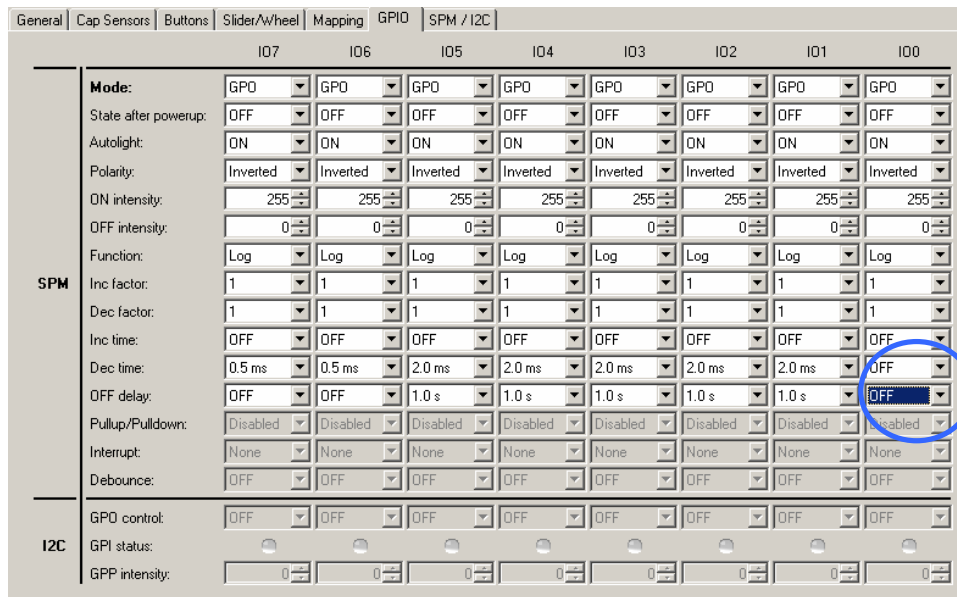 General Cap Sensors Buttons Slider/Wheel Mapping GPIO SPM / I2C
IO7 IO6 IO5 IO4 IO3 IO2 IO1 IO0
Mode: GPO GPO GPO GPO GPO GPO GPO GPO
State after powerup: OFF OFF OFF OFF OFF OFF OFF OFF
Autolight: ON ON ON ON ON ON ON ON
Polarity: Inverted Inverted Inverted Inverted Inverted Inverted Inverted Inverted
ON intensity: 255 255 255 255 255 255 255 255
OFF intensity: 0 0 0 0 0 0 0 0
Function: Log Log Log Log Log Log Log Log
SPM Inc factor: 1 1 1 1 1 1 1 1
Dec factor: 1 1 1 1 1 1 1 1
Inc time: OFF OFF OFF OFF OFF OFF OFF OFF
Dec time: 0.5 ms 0.5 ms 2.0 ms 2.0 ms 2.0 ms 2.0 ms 2.0 ms OFF
OFF delay: OFF OFF 1.0 s 1.0 s 1.0 s 1.0 s 1.0 s OFF
Pullup/Pulldown: Disabled Disabled Disabled Disabled Disabled Disabled Disabled Disabled
Interrupt: None None None None None None None None
Debounce: OFF OFF OFF OFF OFF OFF OFF OFF
GPO control: OFF OFF OFF OFF OFF OFF OFF OFF
I2C GPI status:
GPP intensity: 0 0 0 0 0 0 0 0